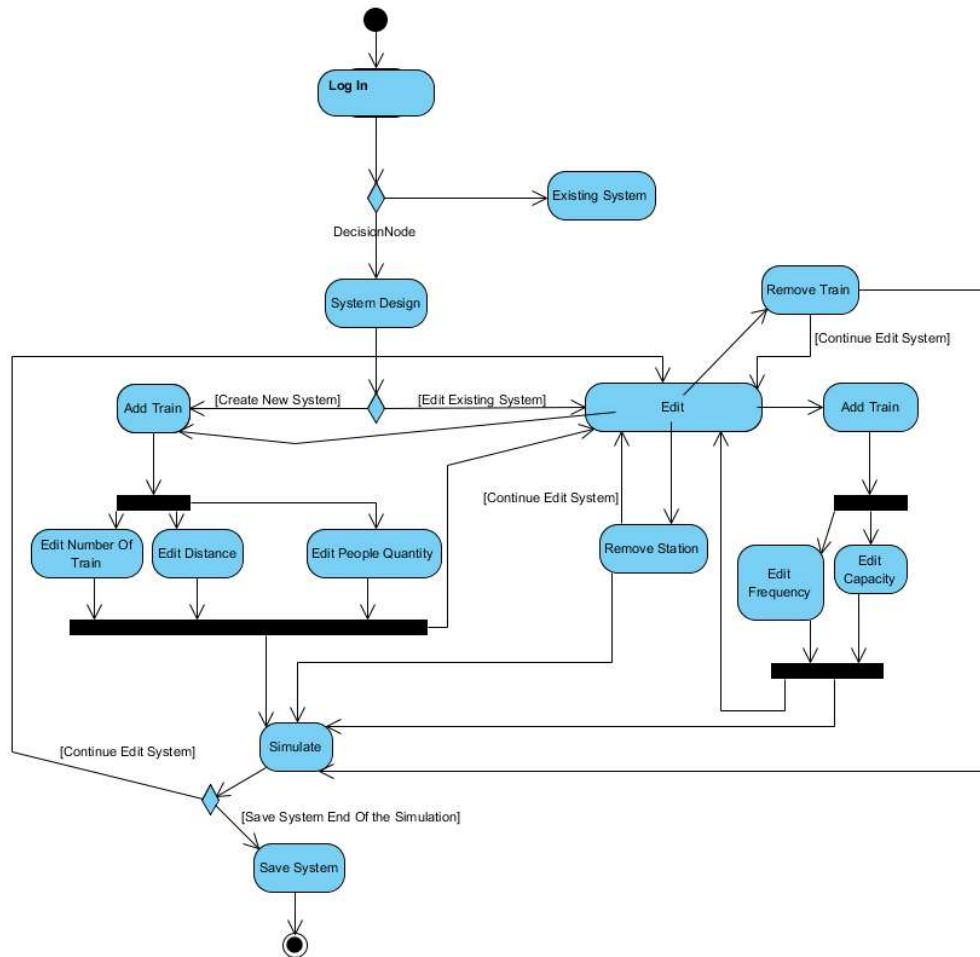 Log In
Existing System
DecisionNode
System Design
Remove Train
[Continue Edit System]
Add Train
[Create New System]
[Edit Existing System]
Edit
Add Train
[Continue Edit System]
Edit Number Of
Train
Edit Distance
Edit People Quantity
Remove Station
Edit
Frequency
Edit
Capacity
Simulate
[Continue Edit System]
[Save System End Of the Simulation]
Save System